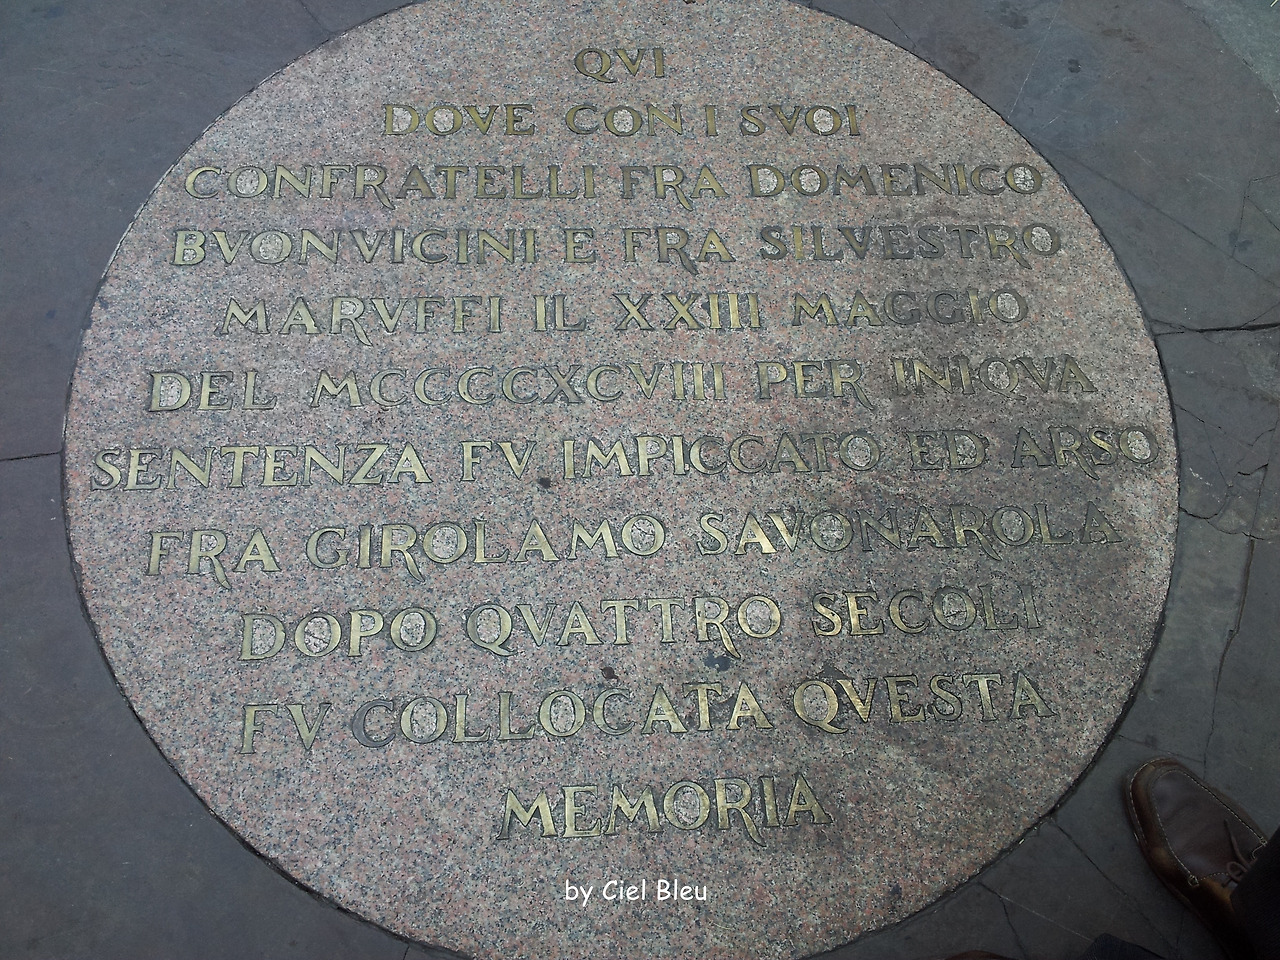 QVI
DOVE CON I SVOI
CONFRATELLI FRA DOMENICO
BVONVICINI E FRA SILVESTRO
MARVFFI IL XXIII MAGGIO
DEL MCCCCXCVIII PER INIQVA
SENTENZA FV IMPICCATO ED ARSO
FRA GIROLAMO SAVONAROLA
DOPO QVATTRO SECOLI
FV COLLOCATA QVESTA
MEMORIA
by Ciel Bleu